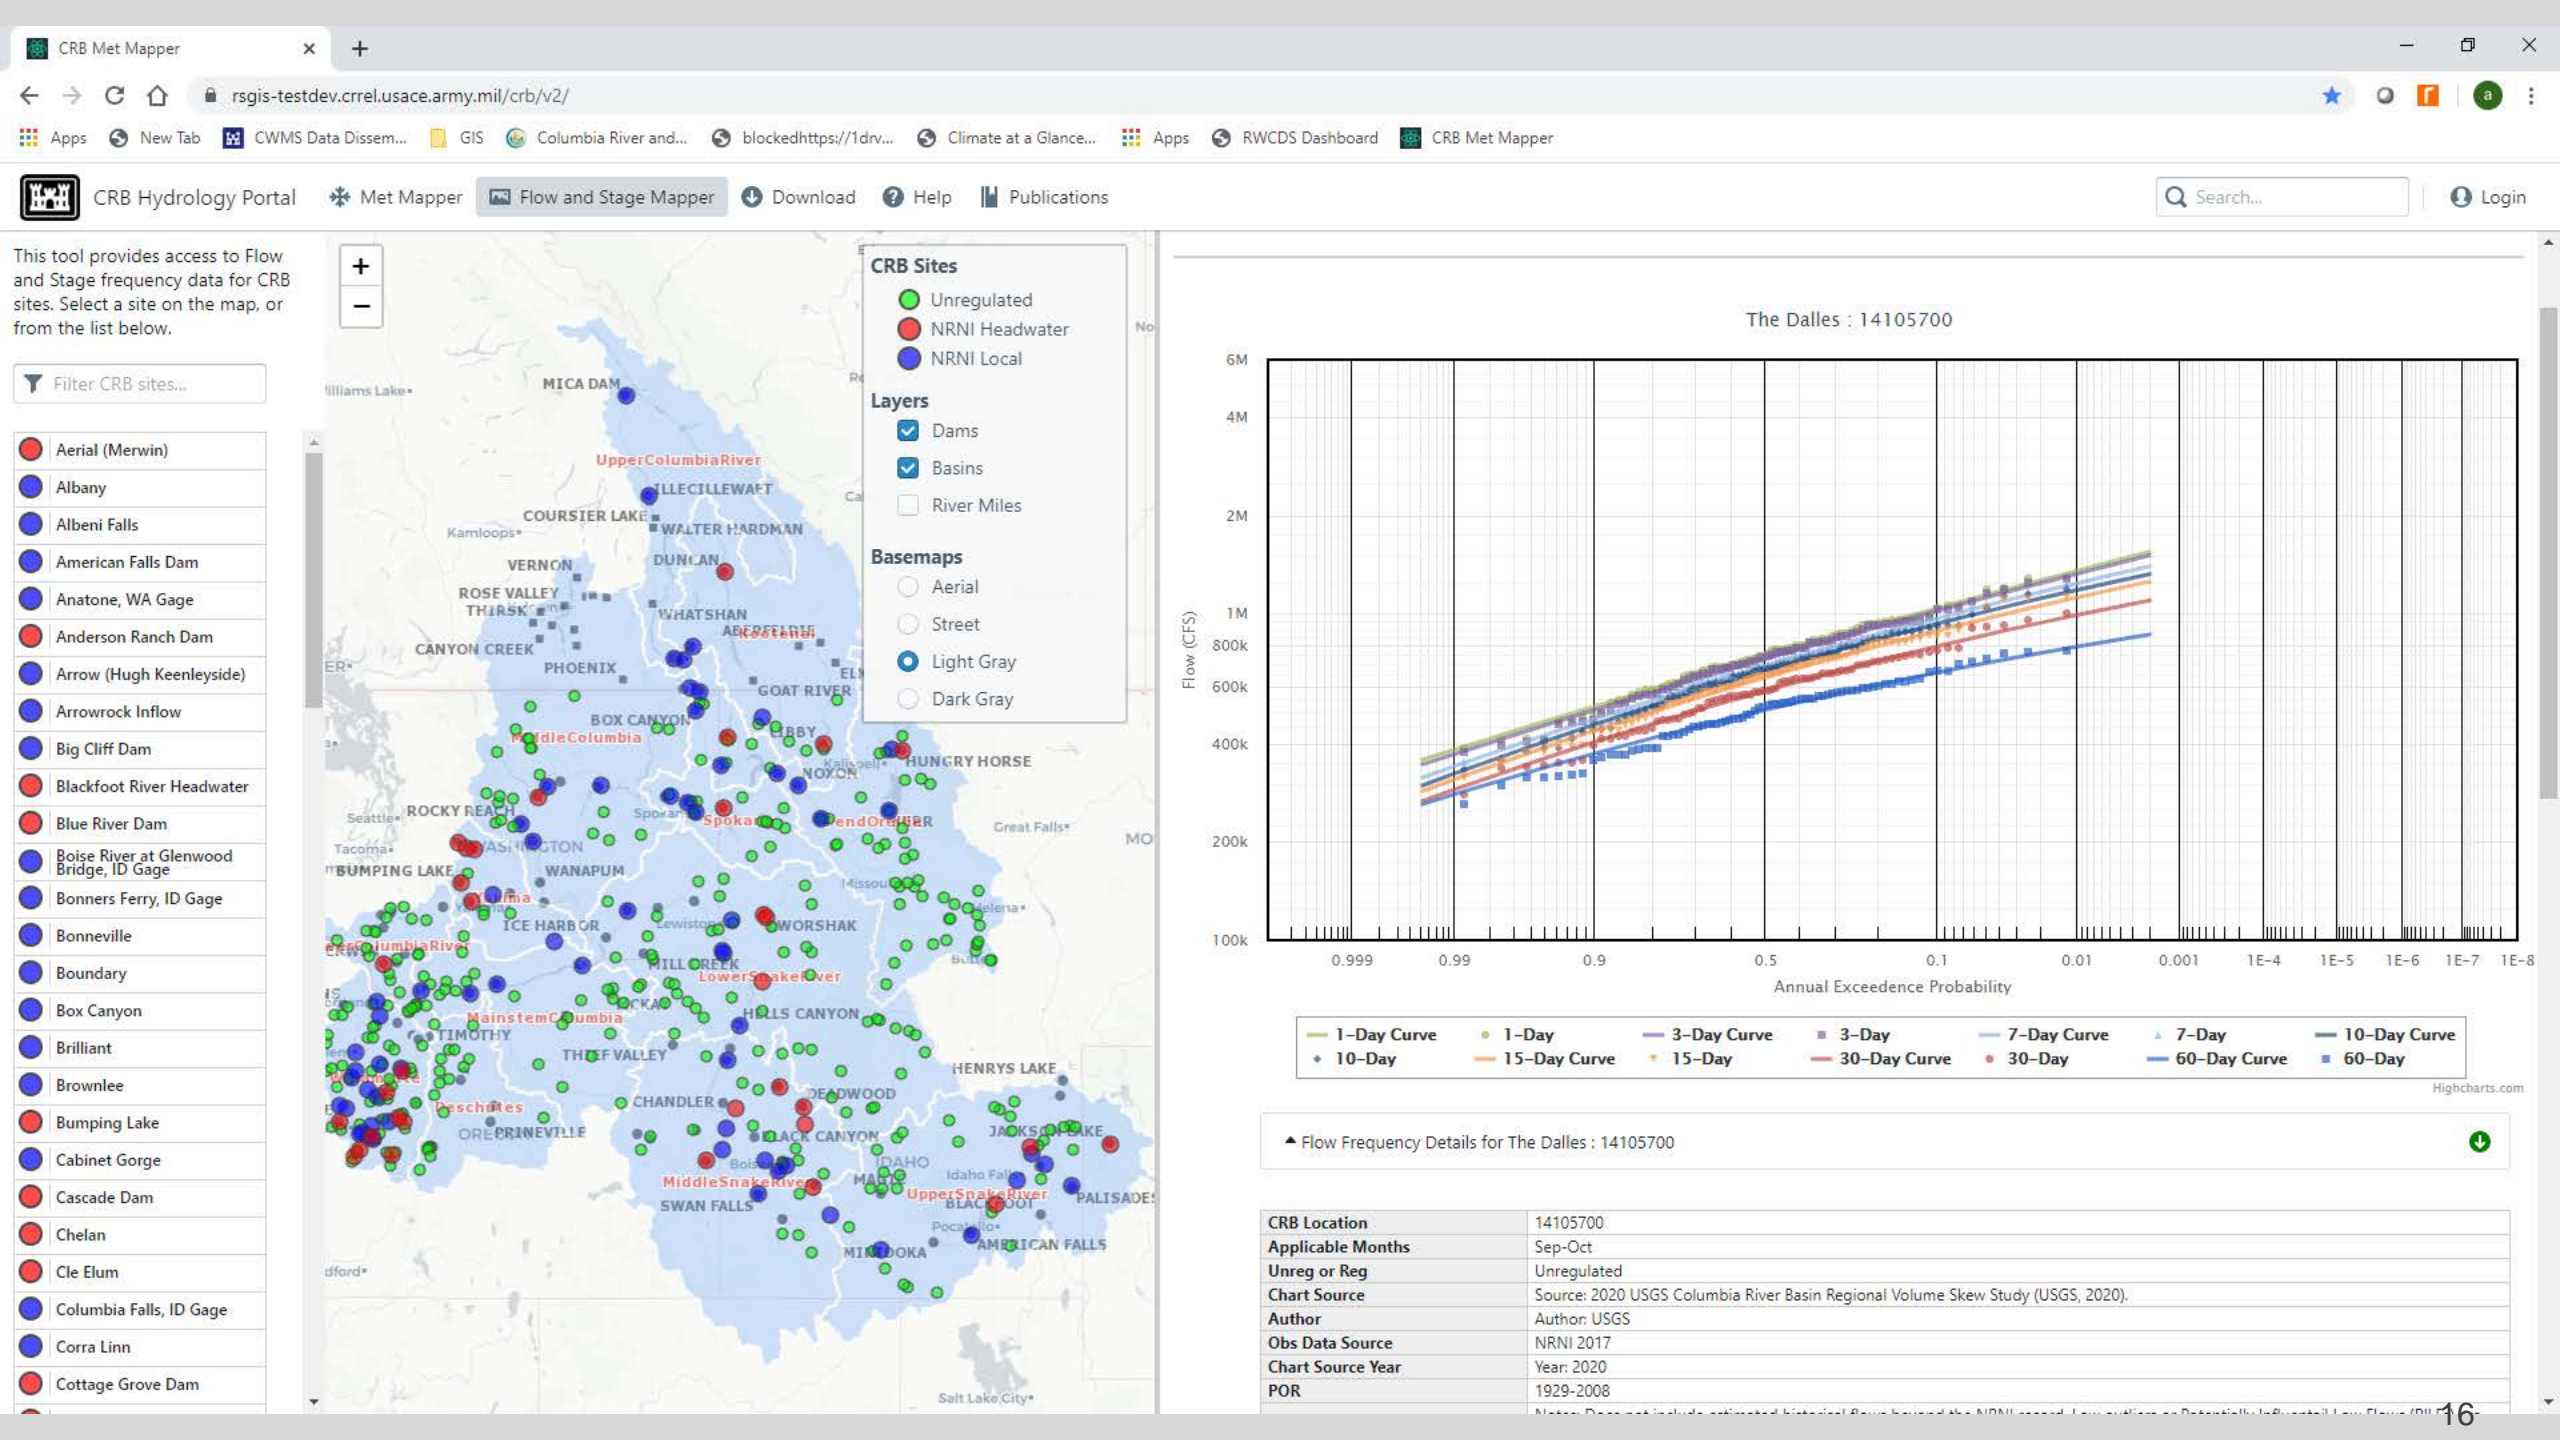 CRB Met Mapper
rsgis-testdev.crrel.usace.army.mil/crb/v2/
a
Apps New Tab CWMS Data Dissem... GIS Columbia River and... blockedhttps://1drv... Climate at a Glance... Apps RWCDS Dashboard CRB Met Mapper
CRB Hydrology Portal Met Mapper Flow and Stage Mapper Download Help Publications Search... Login
This tool provides access to Flow
and Stage frequency data for CRB
sites. Select a site on the map, or
from the list below.
Filter CRB sites...
Aerial (Merwin)
Albany
Albeni Falls
American Falls Dam
Anatone, WA Gage
Anderson Ranch Dam
Arrow (Hugh Keenleyside)
Arrowrock Inflow
Big Cliff Dam
Blackfoot River Headwater
Blue River Dam
Boise River at Glenwood
Bridge, ID Gage
Bonners Ferry, ID Gage
Bonneville
Boundary
Box Canyon
Brilliant
Brownlee
Bumping Lake
Cabinet Gorge
Cascade Dam
Chelan
Cle Elum
Columbia Falls, ID Gage
Corra Linn
Cottage Grove Dam
+
−
CRB Sites
Unregulated
NRNI Headwater
NRNI Local
Layers
Dams
Basins
River Miles
Basemaps
Aerial
Street
Light Gray
Dark Gray
MICA DAM
UpperColumbiaRiver
COURSIER LAKE
WALTER HARDMAN
Kamloops
VERNON
DUNCAN
ROSE VALLEY
WHATSHAN
CANYON CREEK
PHOENIX
GOAT RIVER
BOX CANYON
LIBBY
HUNGRY HORSE
NOXON
ROCKY REACH
Seattle
Great Falls
MO
Tacoma
BUMPING LAKE
WANAPUM
ICE HARBOR
MILL CREEK
LowerSnakeRiver
HELLS CANYON
MainstemColumbia
TIMOTHY
THIEF VALLEY
HENRYS LAKE
CHANDLER
DEADWOOD
Deschutes
PRINEVILLE
BLACK CANYON
JACKSON LAKE
IDAHO
MiddleSnakeRiver
UpperSnakeRiver
SWAN FALLS
PALISADES
AMERICAN FALLS
MINIDOKA
dford
Salt Lake City
The Dalles : 14105700
6M
4M
2M
1M
800k
600k
400k
200k
100k
Flow (CFS)
0.999 0.99 0.9 0.5 0.1 0.01 0.001 1E-4 1E-5 1E-6 1E-7 1E-8
Annual Exceedence Probability
1-Day Curve 1-Day 3-Day Curve 3-Day 7-Day Curve 7-Day 10-Day Curve
10-Day 15-Day Curve 15-Day 30-Day Curve 30-Day 60-Day Curve 60-Day
Highcharts.com
Flow Frequency Details for The Dalles : 14105700
CRB Location 14105700
Applicable Months Sep-Oct
Unreg or Reg Unregulated
Chart Source Source: 2020 USGS Columbia River Basin Regional Volume Skew Study (USGS, 2020).
Author Author: USGS
Obs Data Source NRNI 2017
Chart Source Year Year: 2020
POR 1929-2008
16